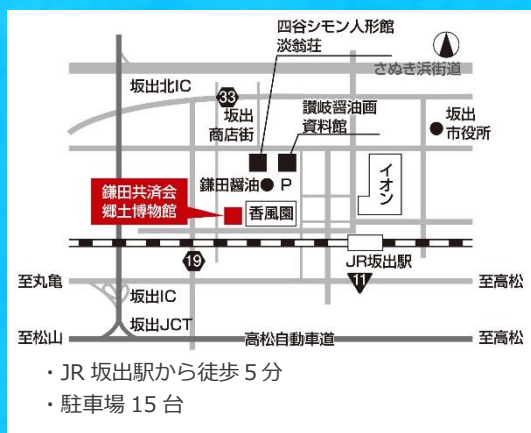 四谷シモン人形館
淡翁荘
さぬき浜街道
坂出北IC
33
坂出
商店街
讃岐醤油画
資料館
坂出
市役所
鎌田醤油
P
イオン
鎌田共済会
郷土博物館
香風園
19
JR坂出駅
11
至丸亀
至高松
坂出IC
坂出JCT
至松山
高松自動車道
至高松
・JR 坂出駅から徒歩 5 分
・駐車場 15 台